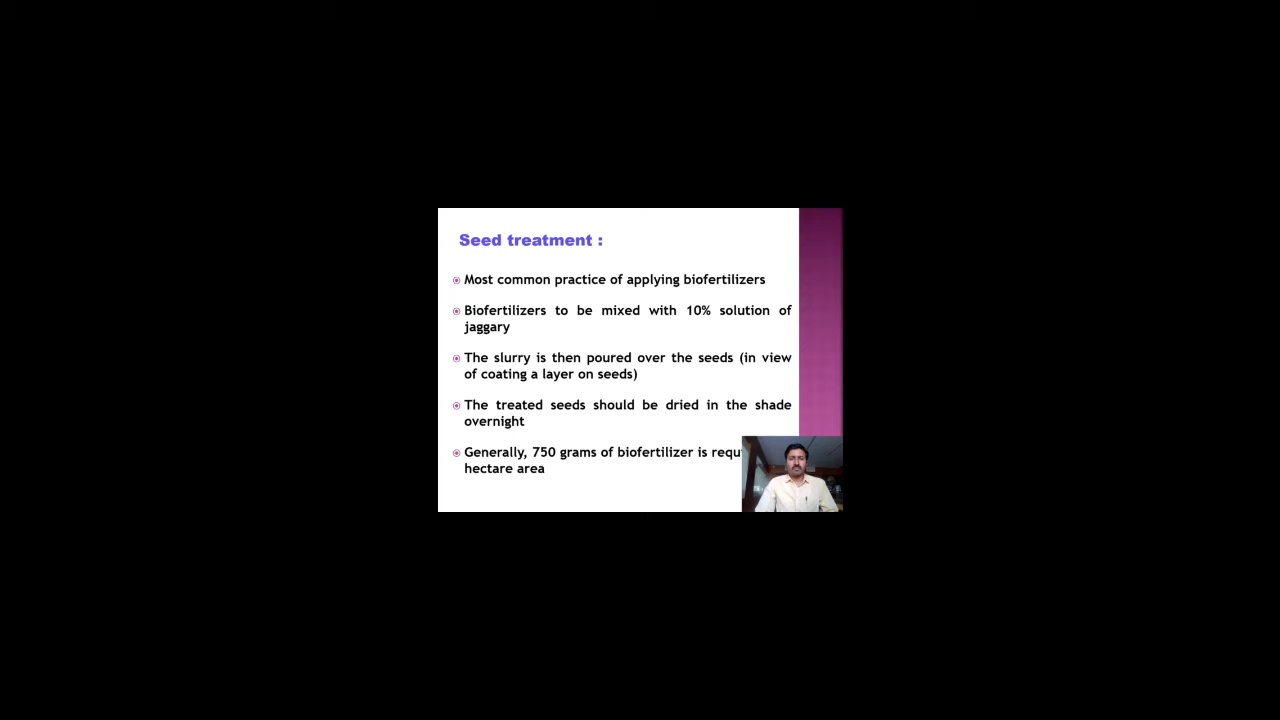 Seed treatment :
Most common practice of applying biofertilizers
Biofertilizers to be mixed with 10% solution of
jaggary
The slurry is then poured over the seeds (in view
of coating a layer on seeds)
The treated seeds should be dried in the shade
overnight
Generally, 750 grams of biofertilizer is
hectare area